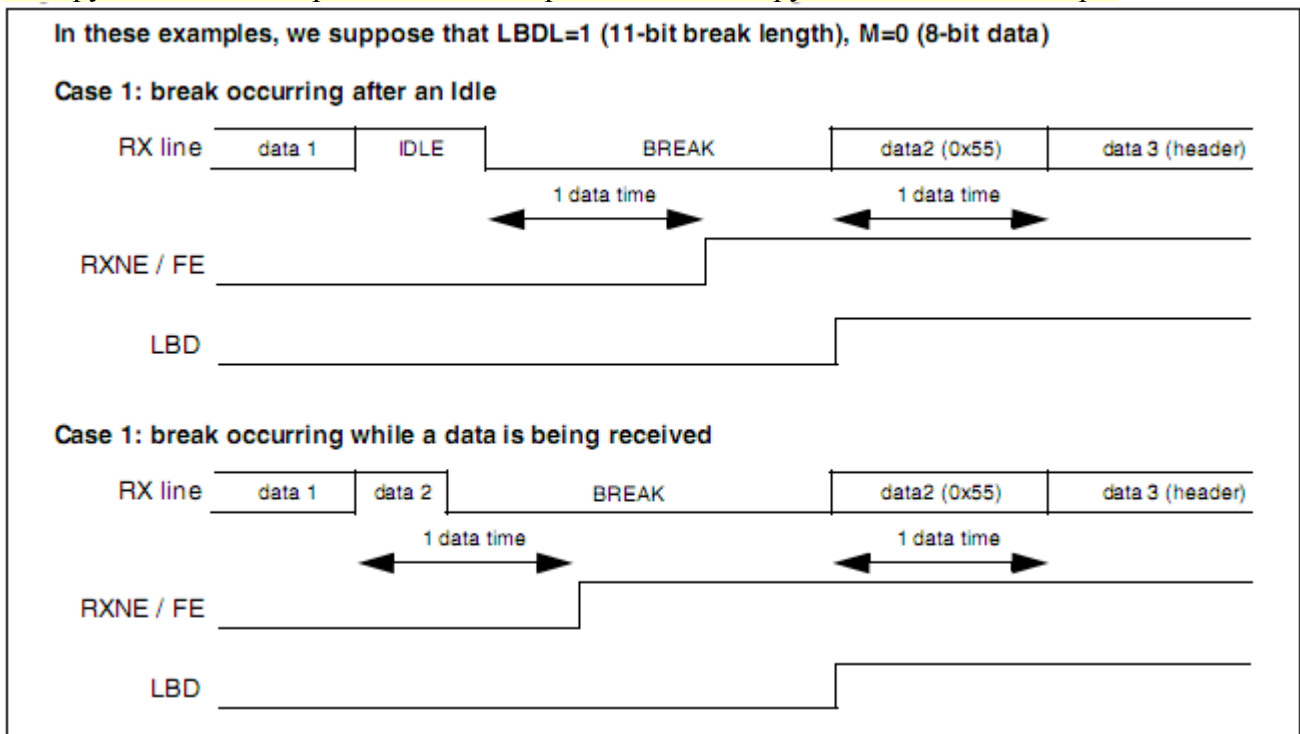 In these examples, we suppose that LBDL=1 (11-bit break length), M=0 (8-bit data)
Case 1: break occurring after an Idle
RX line data 1 IDLE BREAK data2 (0x55) data 3 (header)
1 data time 1 data time
RXNE / FE
LBD
Case 1: break occurring while a data is being received
RX line data 1 data 2 BREAK data2 (0x55) data 3 (header)
1 data time 1 data time
RXNE / FE
LBD